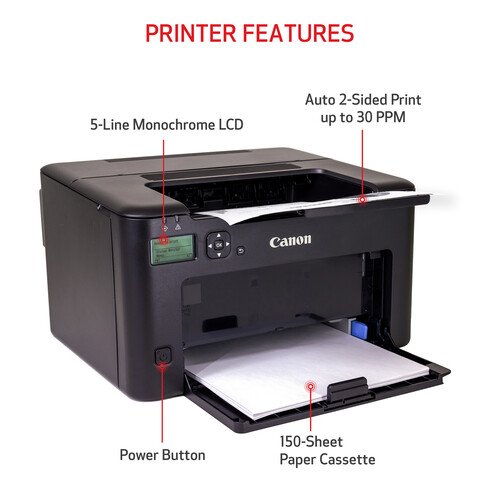 PRINTER FEATURES
Auto 2-Sided Print
up to 30 PPM
5-Line Monochrome LCD
OK
Canon
Power Button
150-Sheet
Paper Cassette